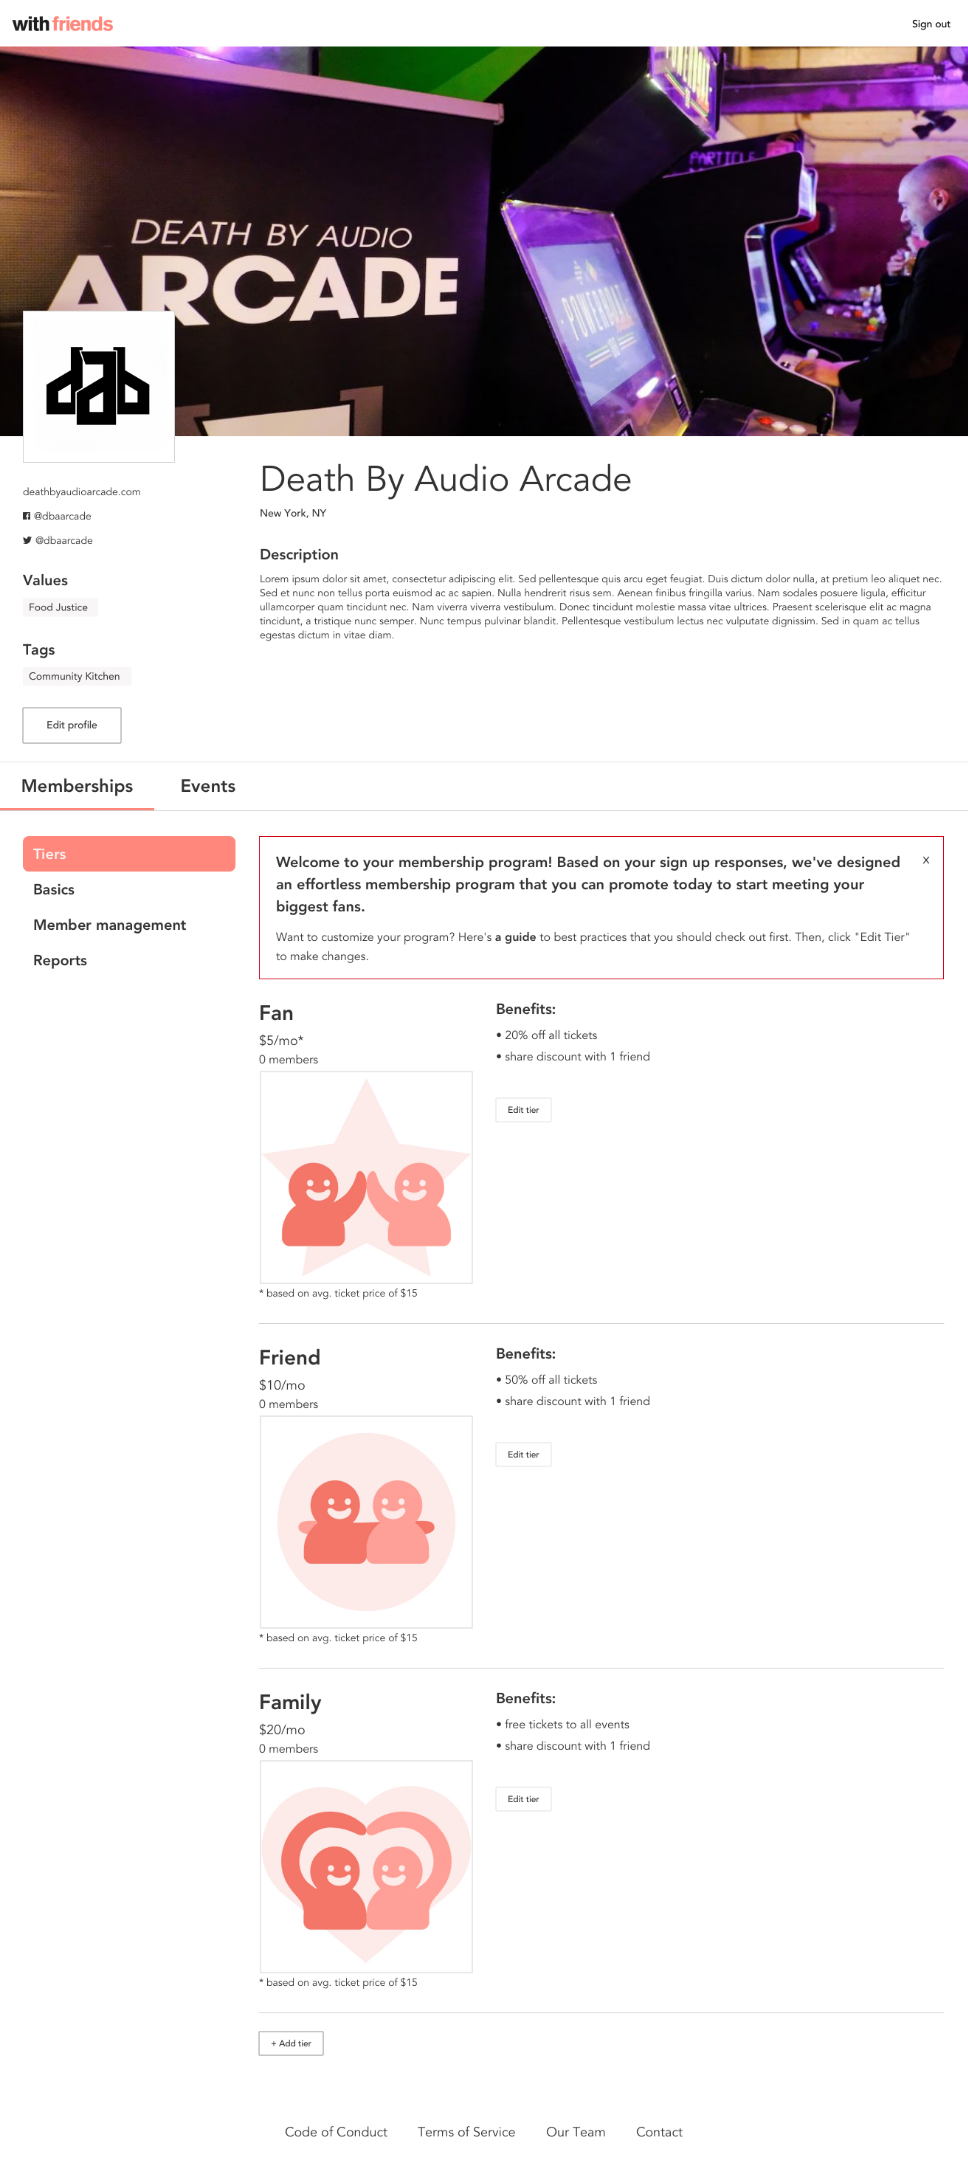 with friends
Sign out
PARTICLE
DEATH BY AUDIO
ARCADE
dab
deathbyaudioarcade.com
@dbaarcade
@dbaarcade
Values
Food Justice
Tags
Community Kitchen
Edit profile
Death By Audio Arcade
New York, NY
Description
Lorem ipsum dolor sit amet, consectetur adipiscing elit. Sed pellentesque quis arcu eget feugiat. Duis dictum dolor nulla, at pretium leo aliquet nec.
Sed et nunc non tellus porta euismod ac ac sapien. Nulla hendrerit risus sem. Aenean finibus fringilla varius. Nam sodales posuere ligula, efficitur
ullamcorper quam tincidunt nec. Nam viverra viverra vestibulum. Donec tincidunt molestie massa vitae ultrices. Praesent scelerisque elit ac magna
tincidunt, a tristique nunc semper. Nunc tempus pulvinar blandit. Pellentesque vestibulum lectus nec vulputate dignissim. Sed in quam ac tellus
egestas dictum in vitae diam.
Memberships
Events
Tiers
Basics
Member management
Reports
Welcome to your membership program! Based on your sign up responses, we've designed
an effortless membership program that you can promote today to start meeting your
biggest fans.
x
Want to customize your program? Here's a guide to best practices that you should check out first. Then, click "Edit Tier"
to make changes.
Fan
$5/mo*
0 members
* based on avg. ticket price of $15
Benefits:
• 20% off all tickets
• share discount with 1 friend
Edit tier
Friend
$10/mo
0 members
* based on avg. ticket price of $15
Benefits:
• 50% off all tickets
• share discount with 1 friend
Edit tier
Family
$20/mo
0 members
* based on avg. ticket price of $15
Benefits:
• free tickets to all events
• share discount with 1 friend
Edit tier
+ Add tier
Code of Conduct
Terms of Service
Our Team
Contact